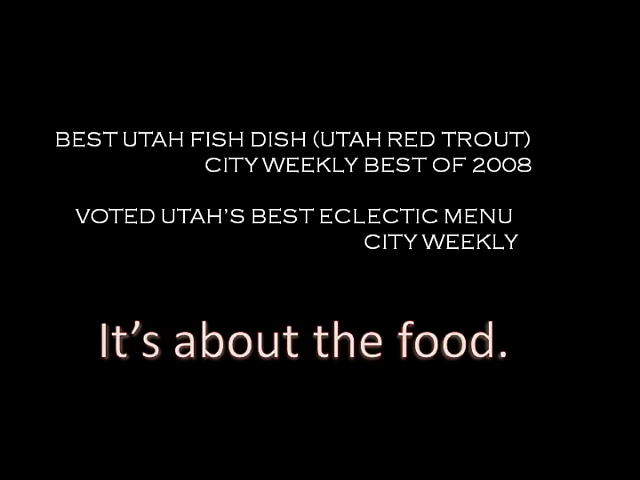 BEST UTAH FISH DISH (UTAH RED TROUT)
CITY WEEKLY BEST OF 2008
VOTED UTAH'S BEST ECLECTIC MENU
CITY WEEKLY
It's about the food.